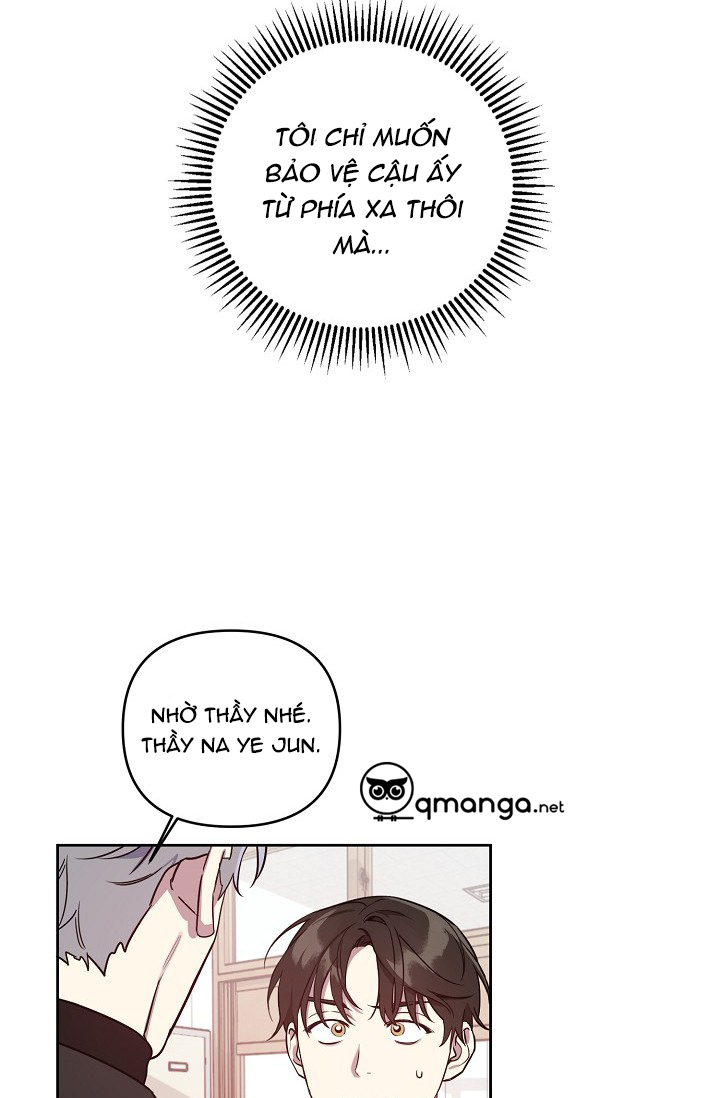 TÔI CHỈ MUỐN
BẢO VỆ CẬU ẤY
TỪ PHÍA XA THÔI
MÀ...
NHỜ THẦY NHÉ.
THẦY NA YE JUN.
qmanga.net